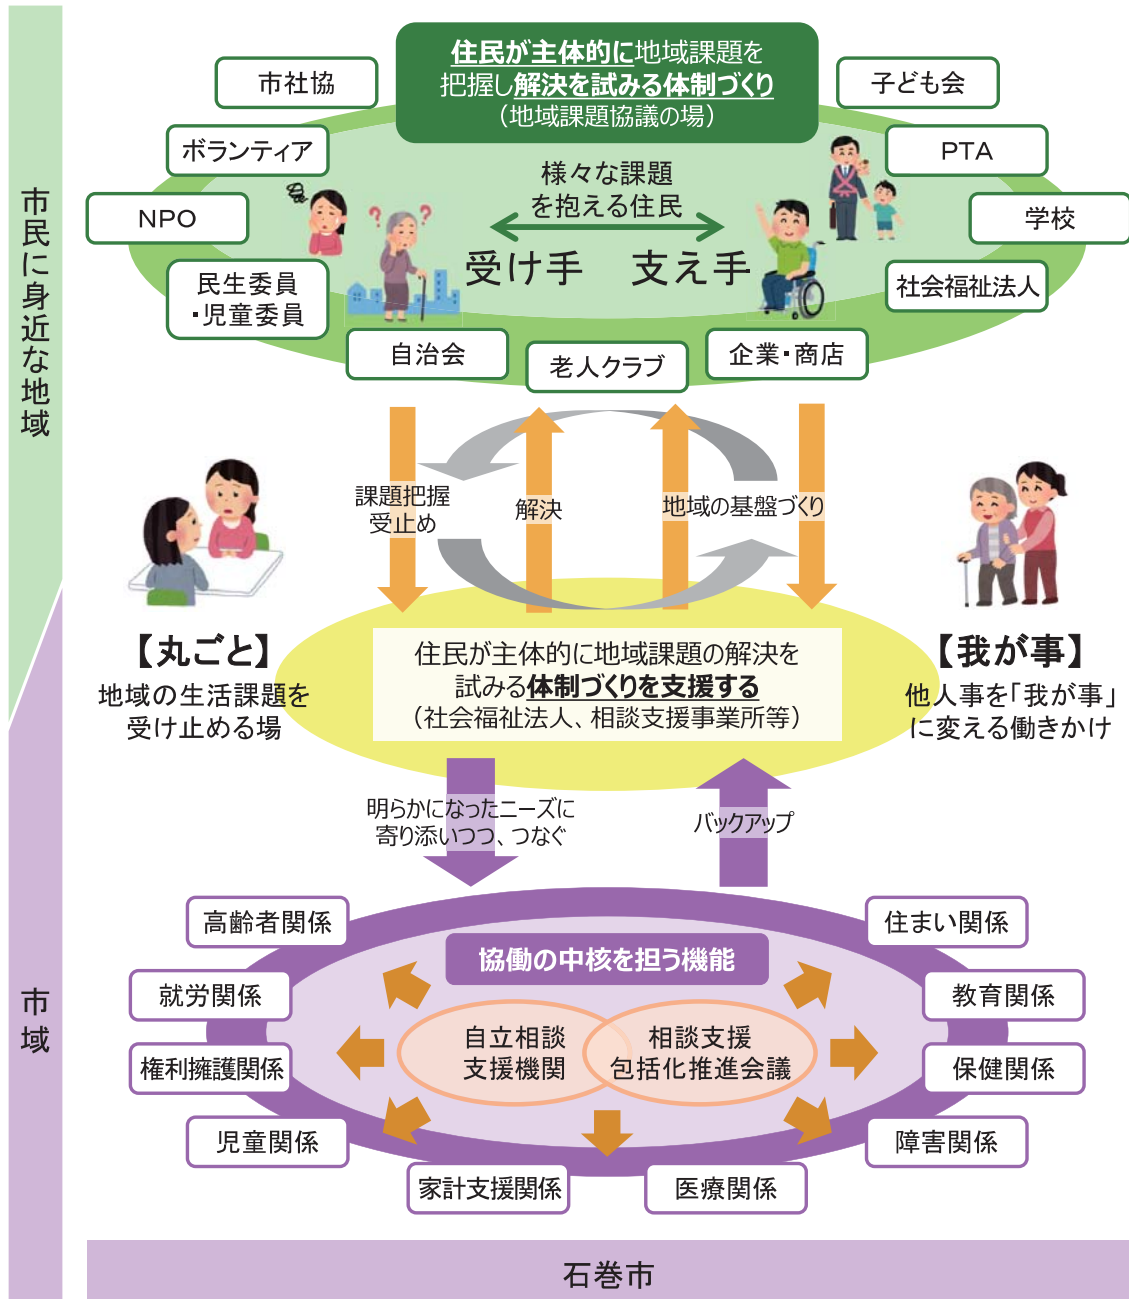 住民が主体的に地域課題を
把握し解決を試みる体制づくり
（地域課題協議の場）
市社協
子ども会
ボランティア
PTA
NPO
学校
民生委員
・児童委員
社会福祉法人
自治会
老人クラブ
企業・商店
様々な課題
を抱える住民
受け手
支え手
？
？
市民に身近な地域
課題把握
受止め
解決
地域の基盤づくり
【丸ごと】
地域の生活課題を
受け止める場
住民が主体的に地域課題の解決を
試みる体制づくりを支援する
（社会福祉法人、相談支援事業所等）
【我が事】
他人事を「我が事」
に変える働きかけ
明らかになったニーズに
寄り添いつつ、つなぐ
バックアップ
市域
協働の中核を担う機能
自立相談
支援機関
相談支援
包括化推進会議
高齢者関係
住まい関係
就労関係
教育関係
権利擁護関係
保健関係
児童関係
障害関係
家計支援関係
医療関係
石巻市